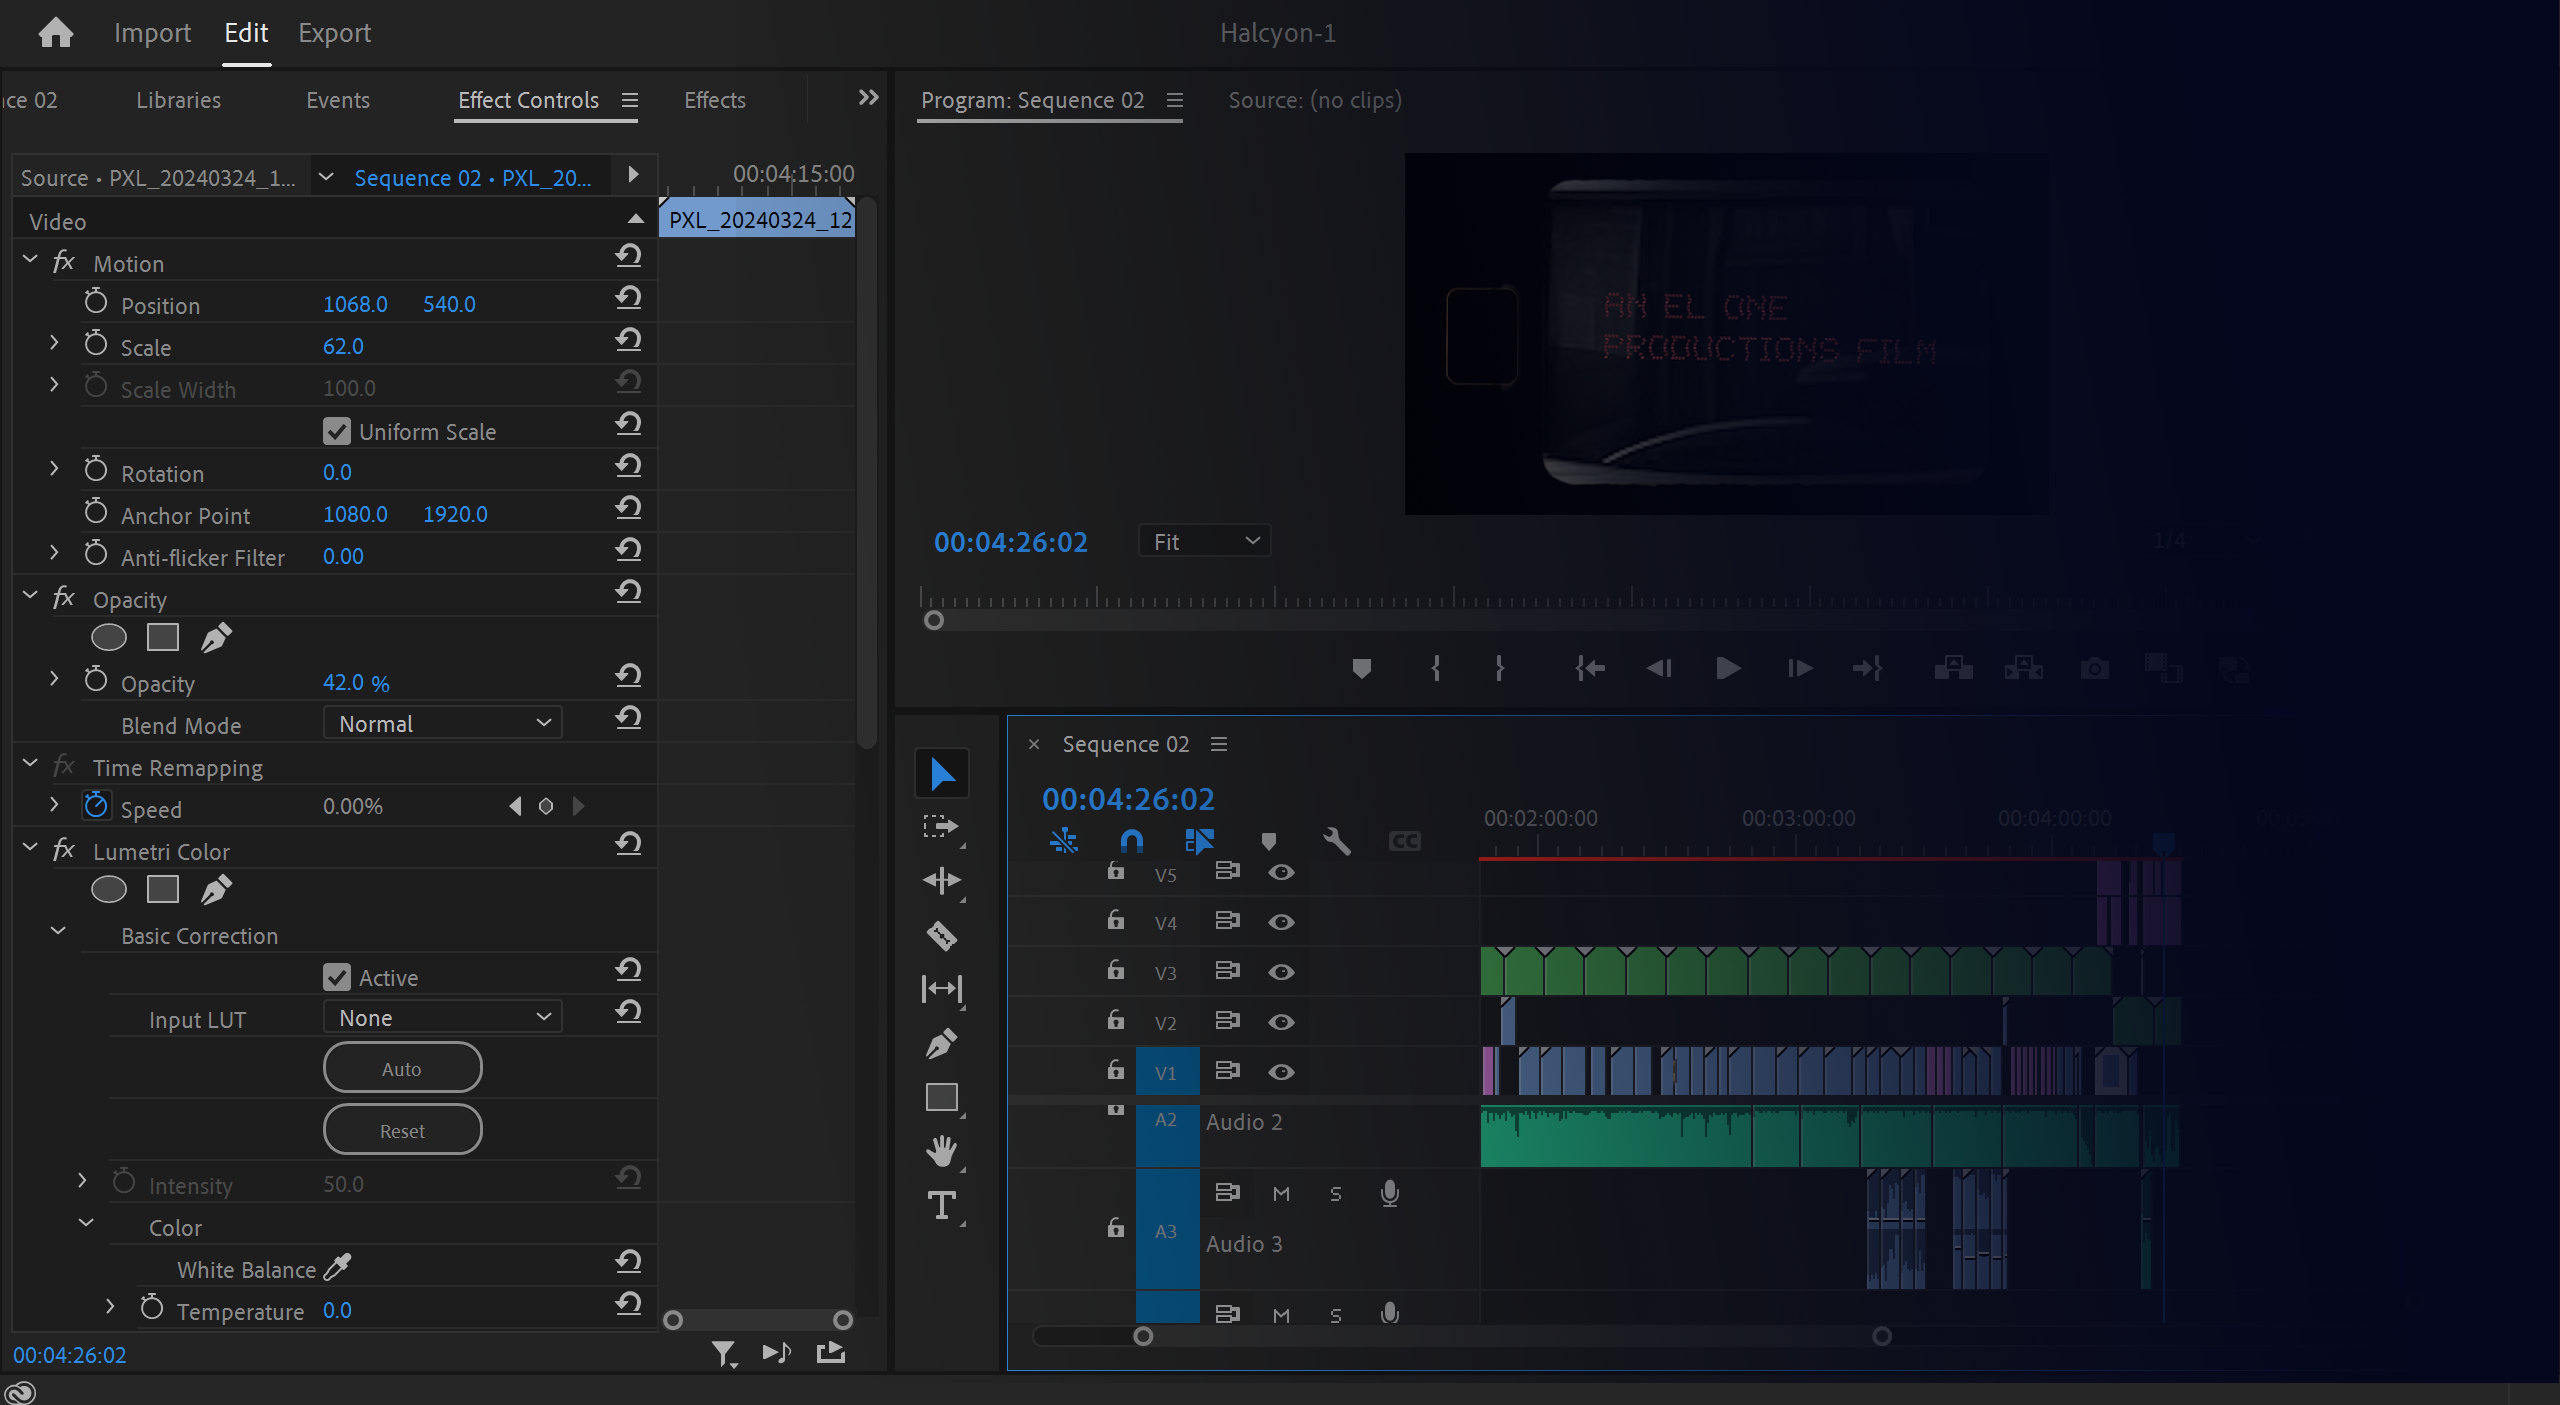 Import Edit Export
Halcyon-1
ce 02
Libraries
Events
Effect Controls
Effects
Program: Sequence 02
Source: (no clips)
Source • PXL_20240324_1...
Sequence 02 • PXL_20...
00:04:15:00
Video
PXL_20240324_12
Motion
Position 1068.0 540.0
Scale 62.0
Scale Width 100.0
Uniform Scale
Rotation 0.0
Anchor Point 1080.0 1920.0
Anti-flicker Filter 0.00
Opacity
Opacity 42.0 %
Blend Mode Normal
Time Remapping
Speed 0.00%
Lumetri Color
Basic Correction
Active
Input LUT None
Auto
Reset
Intensity 50.0
Color
White Balance
Temperature 0.0
00:04:26:02
AN EL ONE
PRODUCTIONS FILM
00:04:26:02
Fit
1/4
Sequence 02
00:04:26:02
00:02:00:00 00:03:00:00 00:04:00:00
CC
V5
V4
V3
V2
V1
A2 Audio 2
M S
A3 Audio 3
M S